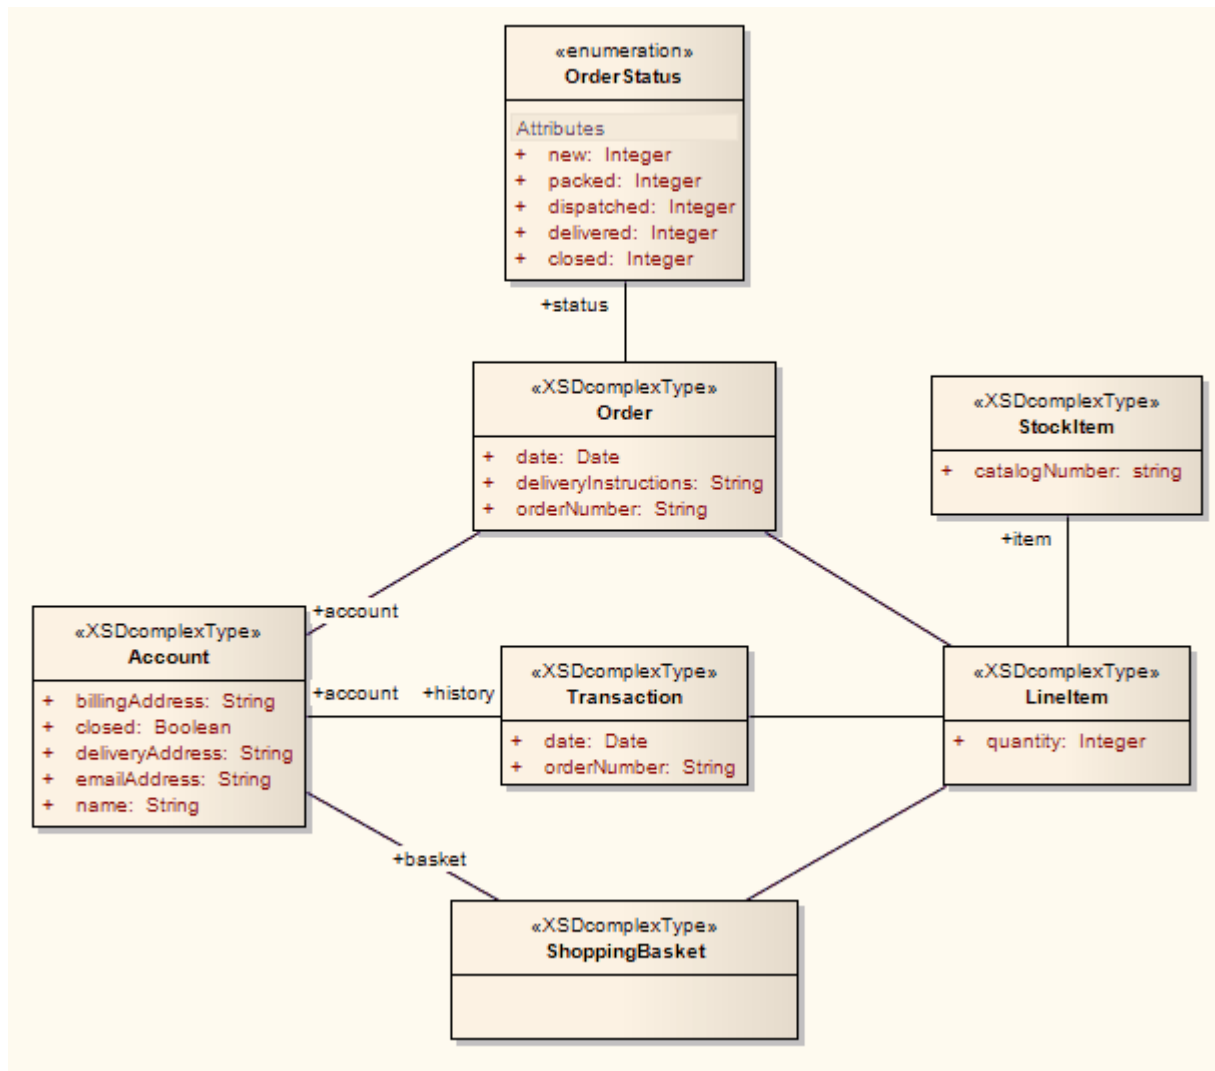 «enumeration»
OrderStatus
Attributes
+ new: Integer
+ packed: Integer
+ dispatched: Integer
+ delivered: Integer
+ closed: Integer
+status
«XSDcomplexType»
Order
+ date: Date
+ deliveryInstructions: String
+ orderNumber: String
«XSDcomplexType»
StockItem
+ catalogNumber: string
+item
+account
«XSDcomplexType»
Account
+ billingAddress: String
+ closed: Boolean
+ deliveryAddress: String
+ emailAddress: String
+ name: String
+account +history
«XSDcomplexType»
Transaction
+ date: Date
+ orderNumber: String
«XSDcomplexType»
LineItem
+ quantity: Integer
+basket
«XSDcomplexType»
ShoppingBasket